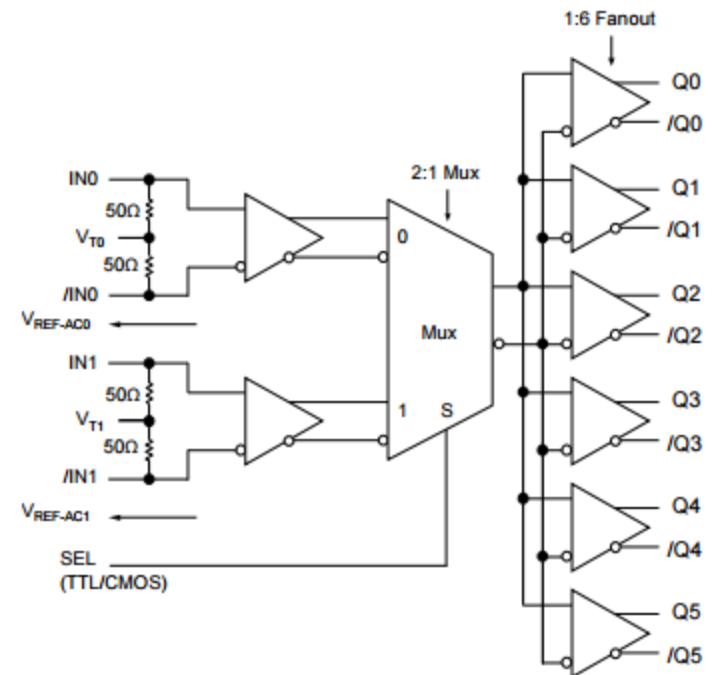 1:6 Fanout
Q0
/Q0
2:1 Mux
IN0
Q1
50Ω
0
VT0
/Q1
50Ω
/IN0
Q2
VREF-AC0
Mux
/Q2
IN1
50Ω
Q3
VT1
1 S
50Ω
/Q3
/IN1
VREF-AC1
Q4
/Q4
SEL
(TTL/CMOS)
Q5
/Q5